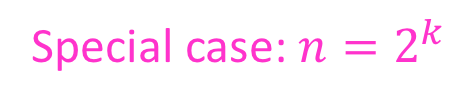 Special case: $n = 2^k$